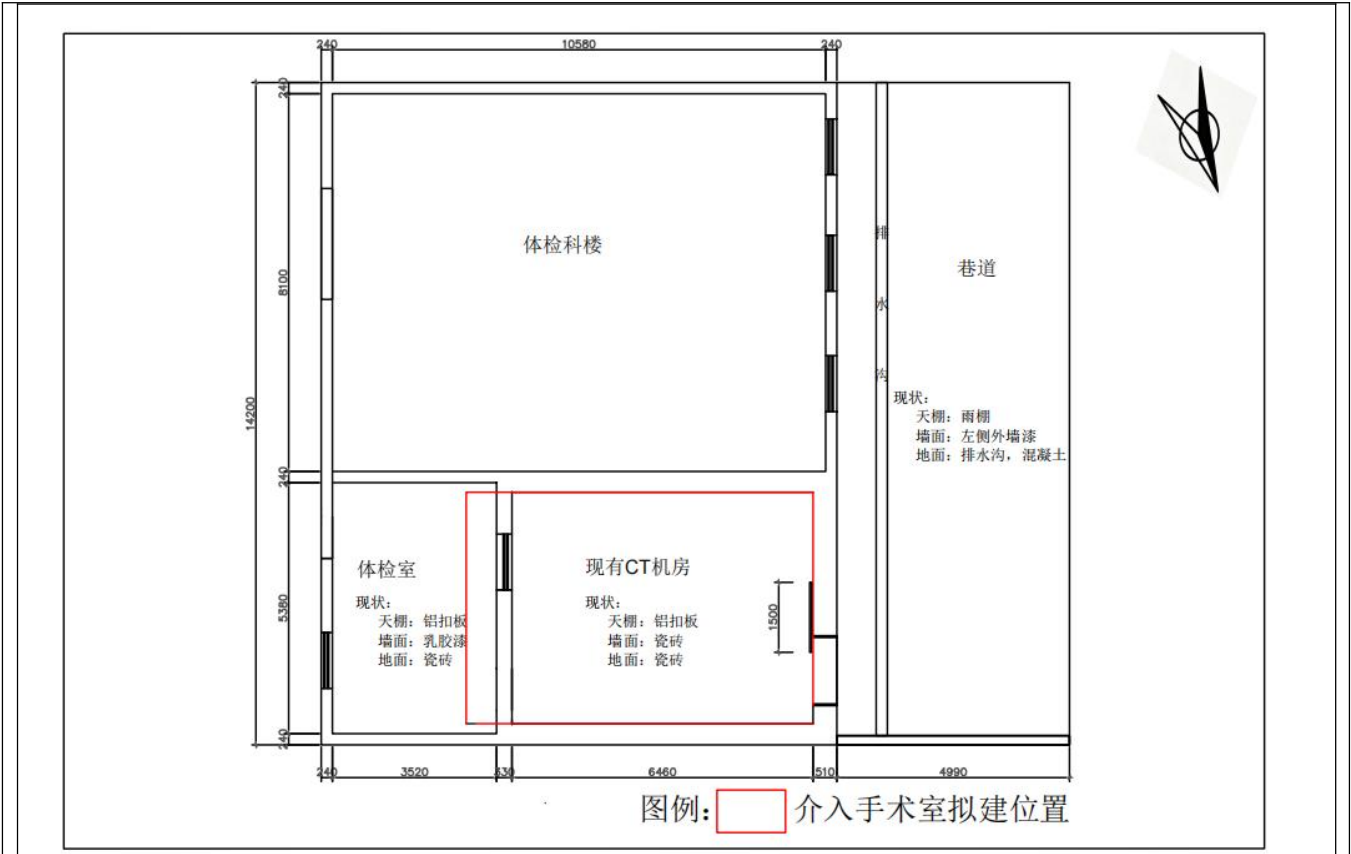 240
10580
240
240
8100
14200
240
5380
240
体检科楼
排
水
沟
巷道
现状:
天棚: 雨棚
墙面: 左侧外墙漆
地面: 排水沟, 混凝土
体检室
现状:
天棚: 铝扣板
墙面: 乳胶漆
地面: 瓷砖
现有CT机房
现状:
天棚: 铝扣板
墙面: 瓷砖
地面: 瓷砖
1500
240
3520
330
6460
510
4990
图例:
介入手术室拟建位置